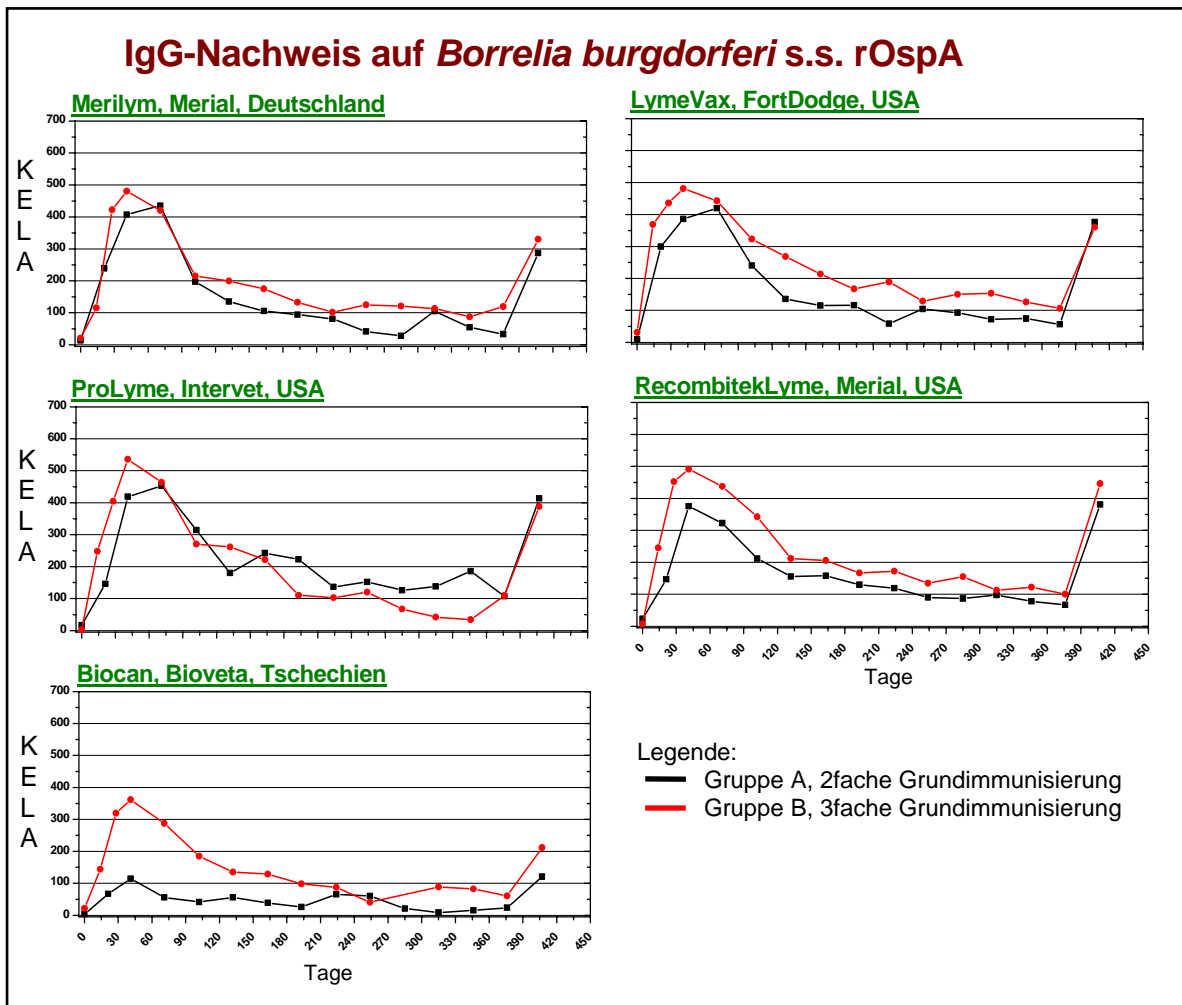 IgG-Nachweis auf Borrelia burgdorferi s.s. rOspA
Merilym, Merial, Deutschland
700
600
500
400
300
200
100
0
K
E
L
A
LymeVax, FortDodge, USA
ProLyme, Intervet, USA
700
600
500
400
300
200
100
0
K
E
L
A
RecombitekLyme, Merial, USA
0 30 60 90 120 150 180 210 240 270 300 330 360 390 420 450
Tage
Biocan, Bioveta, Tschechien
700
600
500
400
300
200
100
0
K
E
L
A
0 30 60 90 120 150 180 210 240 270 300 330 360 390 420 450
Tage
Legende:
Gruppe A, 2fache Grundimmunisierung
Gruppe B, 3fache Grundimmunisierung